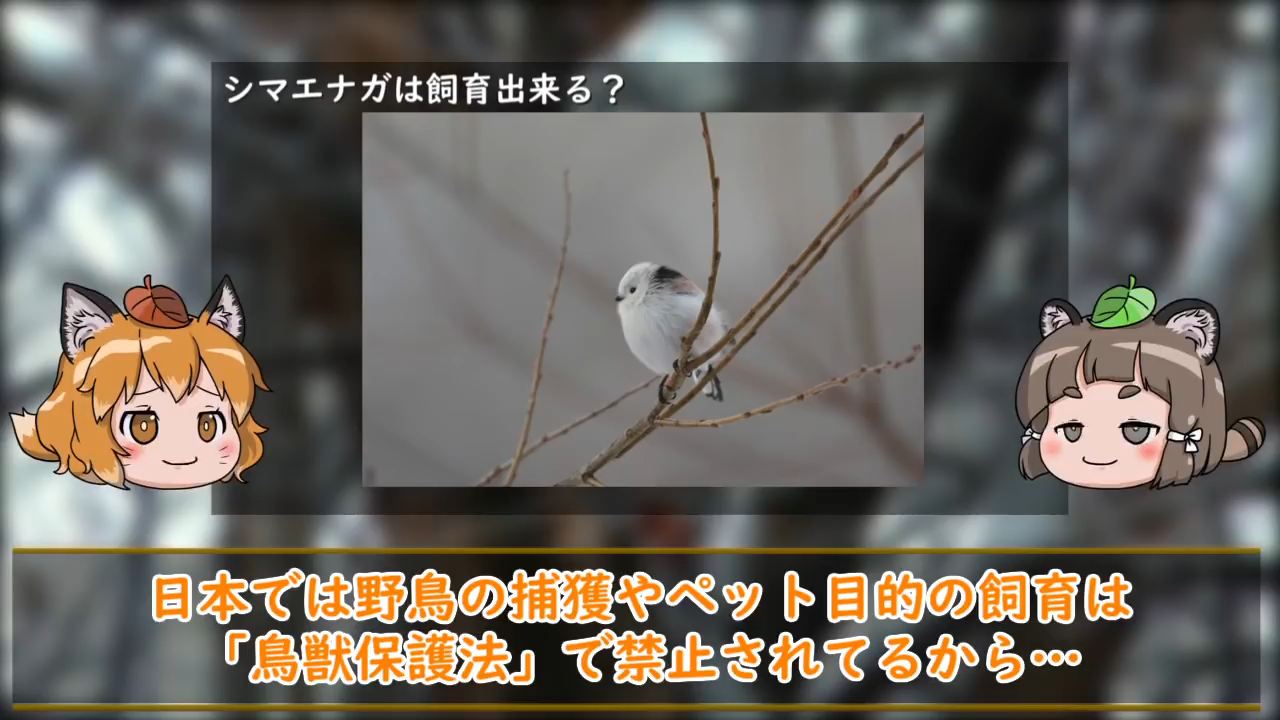 シマエナガは飼育出来る？
日本では野鳥の捕獲やペット目的の飼育は
「鳥獣保護法」で禁止されてるから…